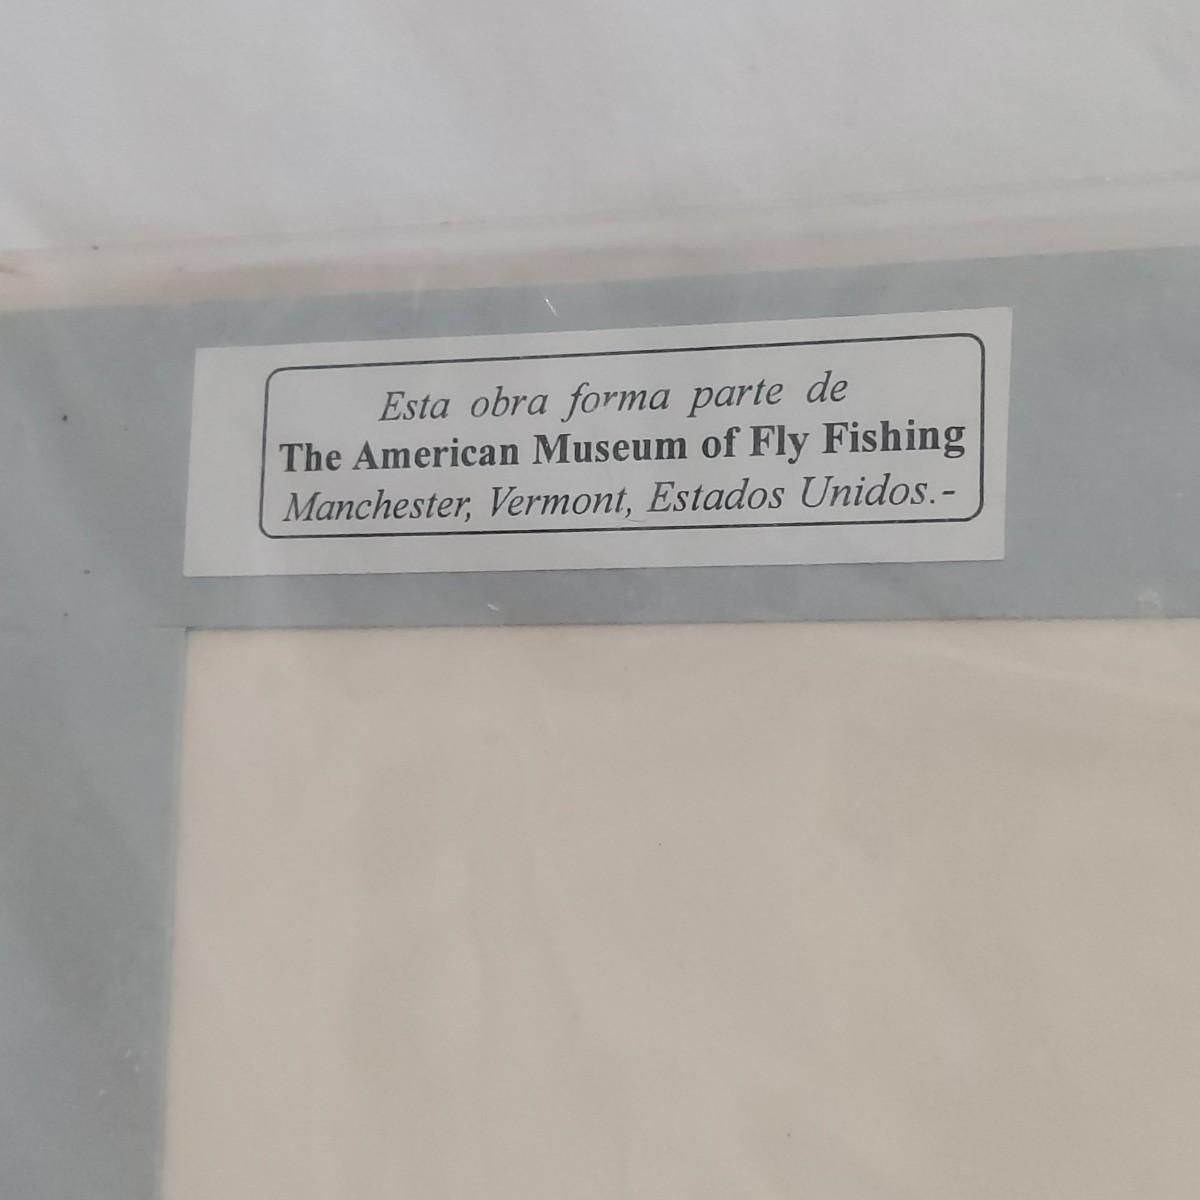 Esta obra forma parte de
The American Museum of Fly Fishing
Manchester, Vermont, Estados Unidos.-